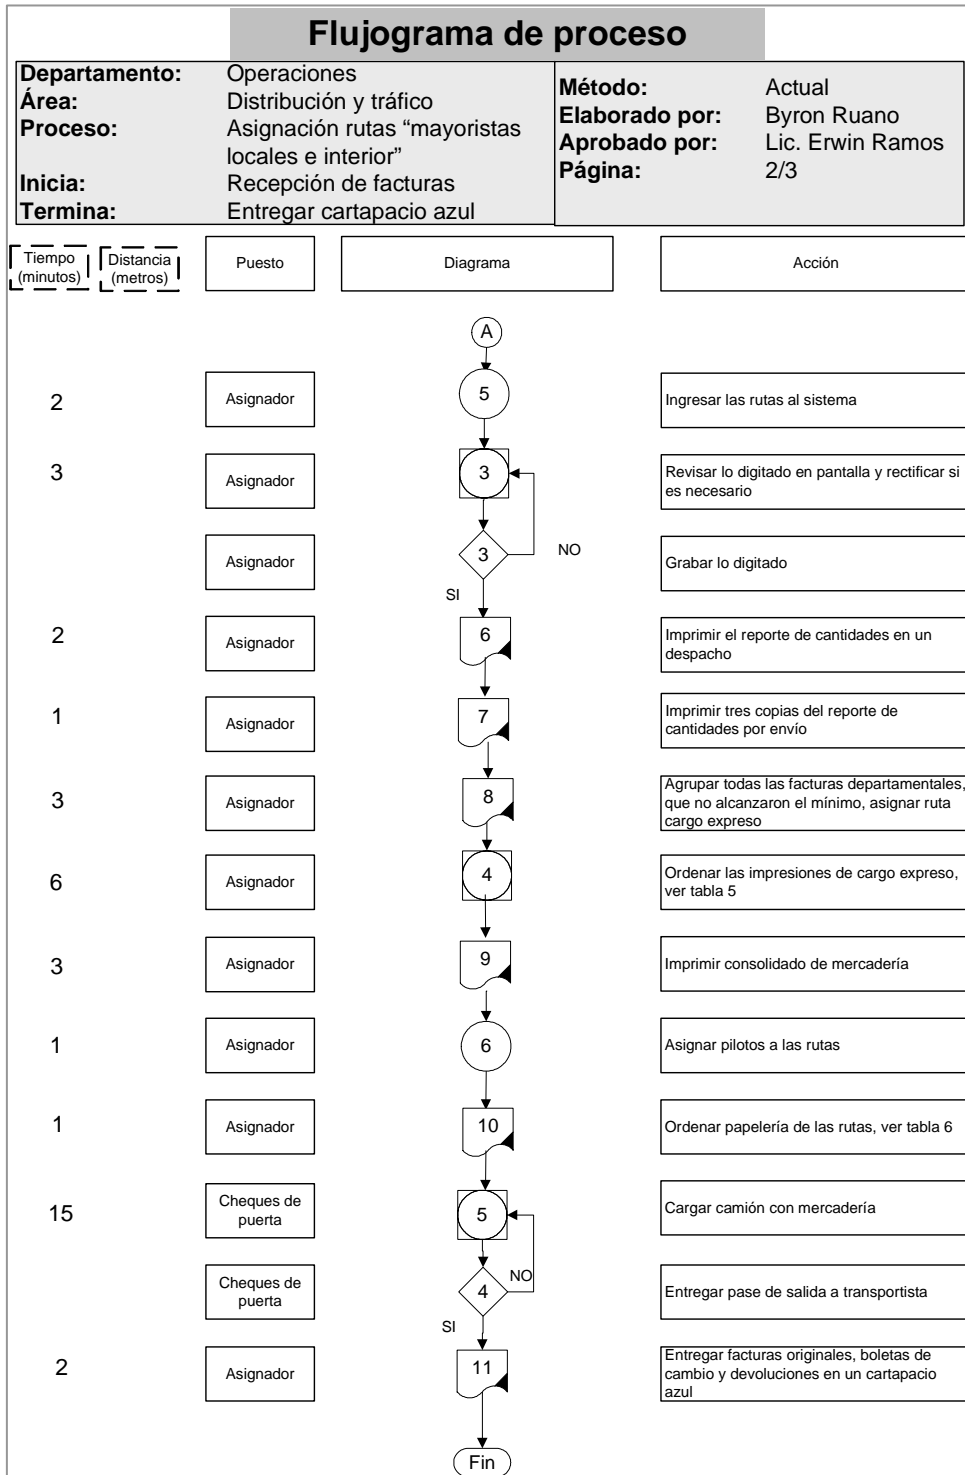 Flujograma de proceso
Departamento: Operaciones
Área: Distribución y tráfico
Proceso: Asignación rutas “mayoristas
locales e interior”
Inicia: Recepción de facturas
Termina: Entregar cartapacio azul
Método: Actual
Elaborado por: Byron Ruano
Aprobado por: Lic. Erwin Ramos
Página: 2/3
Tiempo
(minutos)
Distancia
(metros)
Puesto
Diagrama
Acción
A
2
Asignador
5
Ingresar las rutas al sistema
3
Asignador
3
Revisar lo digitado en pantalla y rectificar si
es necesario
Asignador
3
NO
Grabar lo digitado
SI
2
Asignador
6
Imprimir el reporte de cantidades en un
despacho
1
Asignador
7
Imprimir tres copias del reporte de
cantidades por envío
3
Asignador
8
Agrupar todas las facturas departamentales,
que no alcanzaron el mínimo, asignar ruta
cargo expreso
6
Asignador
4
Ordenar las impresiones de cargo expreso,
ver tabla 5
3
Asignador
9
Imprimir consolidado de mercadería
1
Asignador
6
Asignar pilotos a las rutas
1
Asignador
10
Ordenar papelería de las rutas, ver tabla 6
15
Cheques de
puerta
5
Cargar camión con mercadería
Cheques de
puerta
4
NO
Entregar pase de salida a transportista
SI
2
Asignador
11
Entregar facturas originales, boletas de
cambio y devoluciones en un cartapacio
azul
Fin